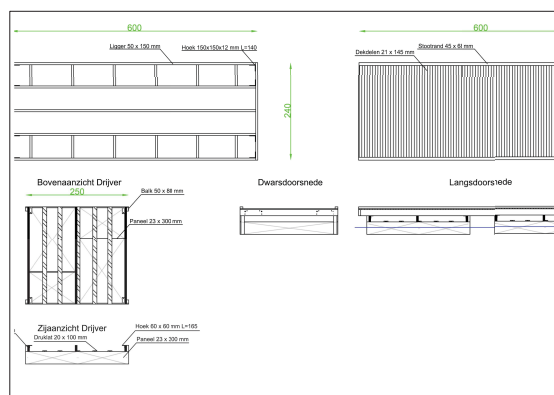 600
600
Ligger 50 x 150 mm
Hoek 150x150x12 mm L=140
Stootrand 45 x 6l mm
Dekdelen 21 x 145 mm
240
Bovenaanzicht Drijver
Dwarsdoorsnede
Langsdoorsnede
250
Balk 50 x 8l mm
Paneel 23 x 300 mm
Zijaanzicht Drijver
Hoek 60 x 60 mm L=165
Druklat 20 x 100 mm
Paneel 23 x 300 mm